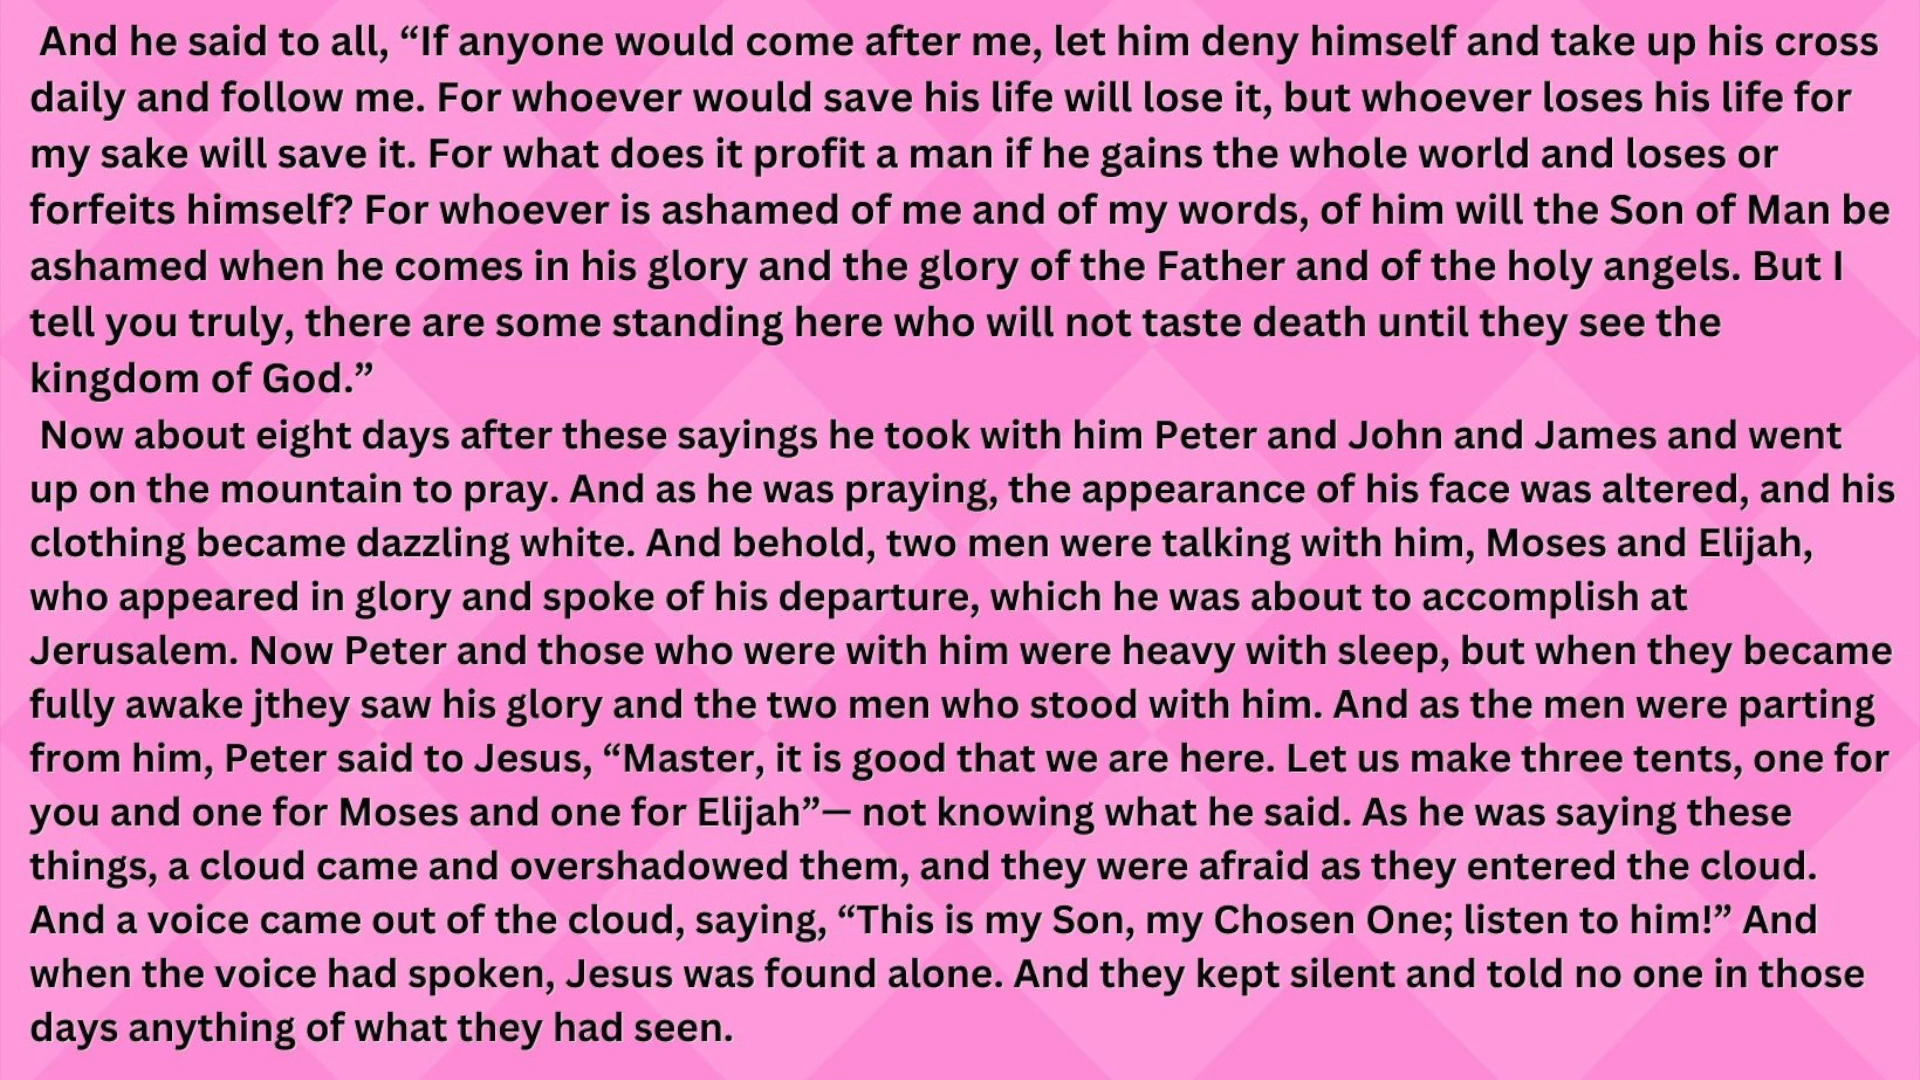 And he said to all, “If anyone would come after me, let him deny himself and take up his cross
daily and follow me. For whoever would save his life will lose it, but whoever loses his life for
my sake will save it. For what does it profit a man if he gains the whole world and loses or
forfeits himself? For whoever is ashamed of me and of my words, of him will the Son of Man be
ashamed when he comes in his glory and the glory of the Father and of the holy angels. But I
tell you truly, there are some standing here who will not taste death until they see the
kingdom of God.”
Now about eight days after these sayings he took with him Peter and John and James and went
up on the mountain to pray. And as he was praying, the appearance of his face was altered, and his
clothing became dazzling white. And behold, two men were talking with him, Moses and Elijah,
who appeared in glory and spoke of his departure, which he was about to accomplish at
Jerusalem. Now Peter and those who were with him were heavy with sleep, but when they became
fully awake jthey saw his glory and the two men who stood with him. And as the men were parting
from him, Peter said to Jesus, “Master, it is good that we are here. Let us make three tents, one for
you and one for Moses and one for Elijah”— not knowing what he said. As he was saying these
things, a cloud came and overshadowed them, and they were afraid as they entered the cloud.
And a voice came out of the cloud, saying, “This is my Son, my Chosen One; listen to him!” And
when the voice had spoken, Jesus was found alone. And they kept silent and told no one in those
days anything of what they had seen.